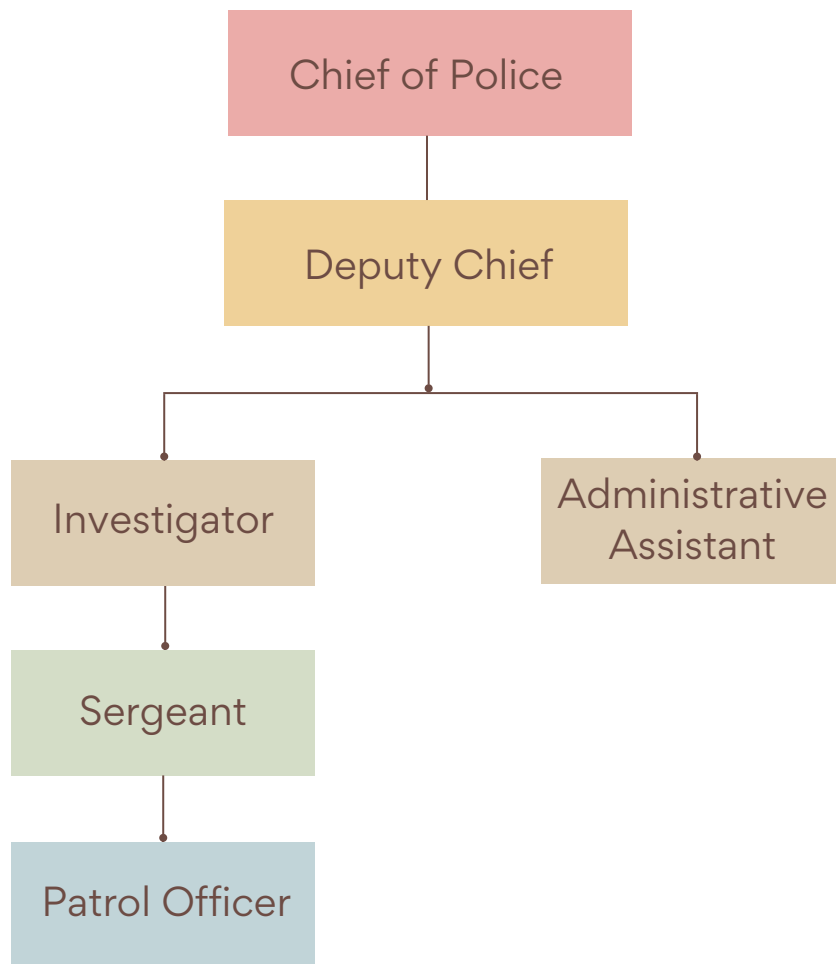 Chief of Police
Deputy Chief
Investigator
Administrative
Assistant
Sergeant
Patrol Officer